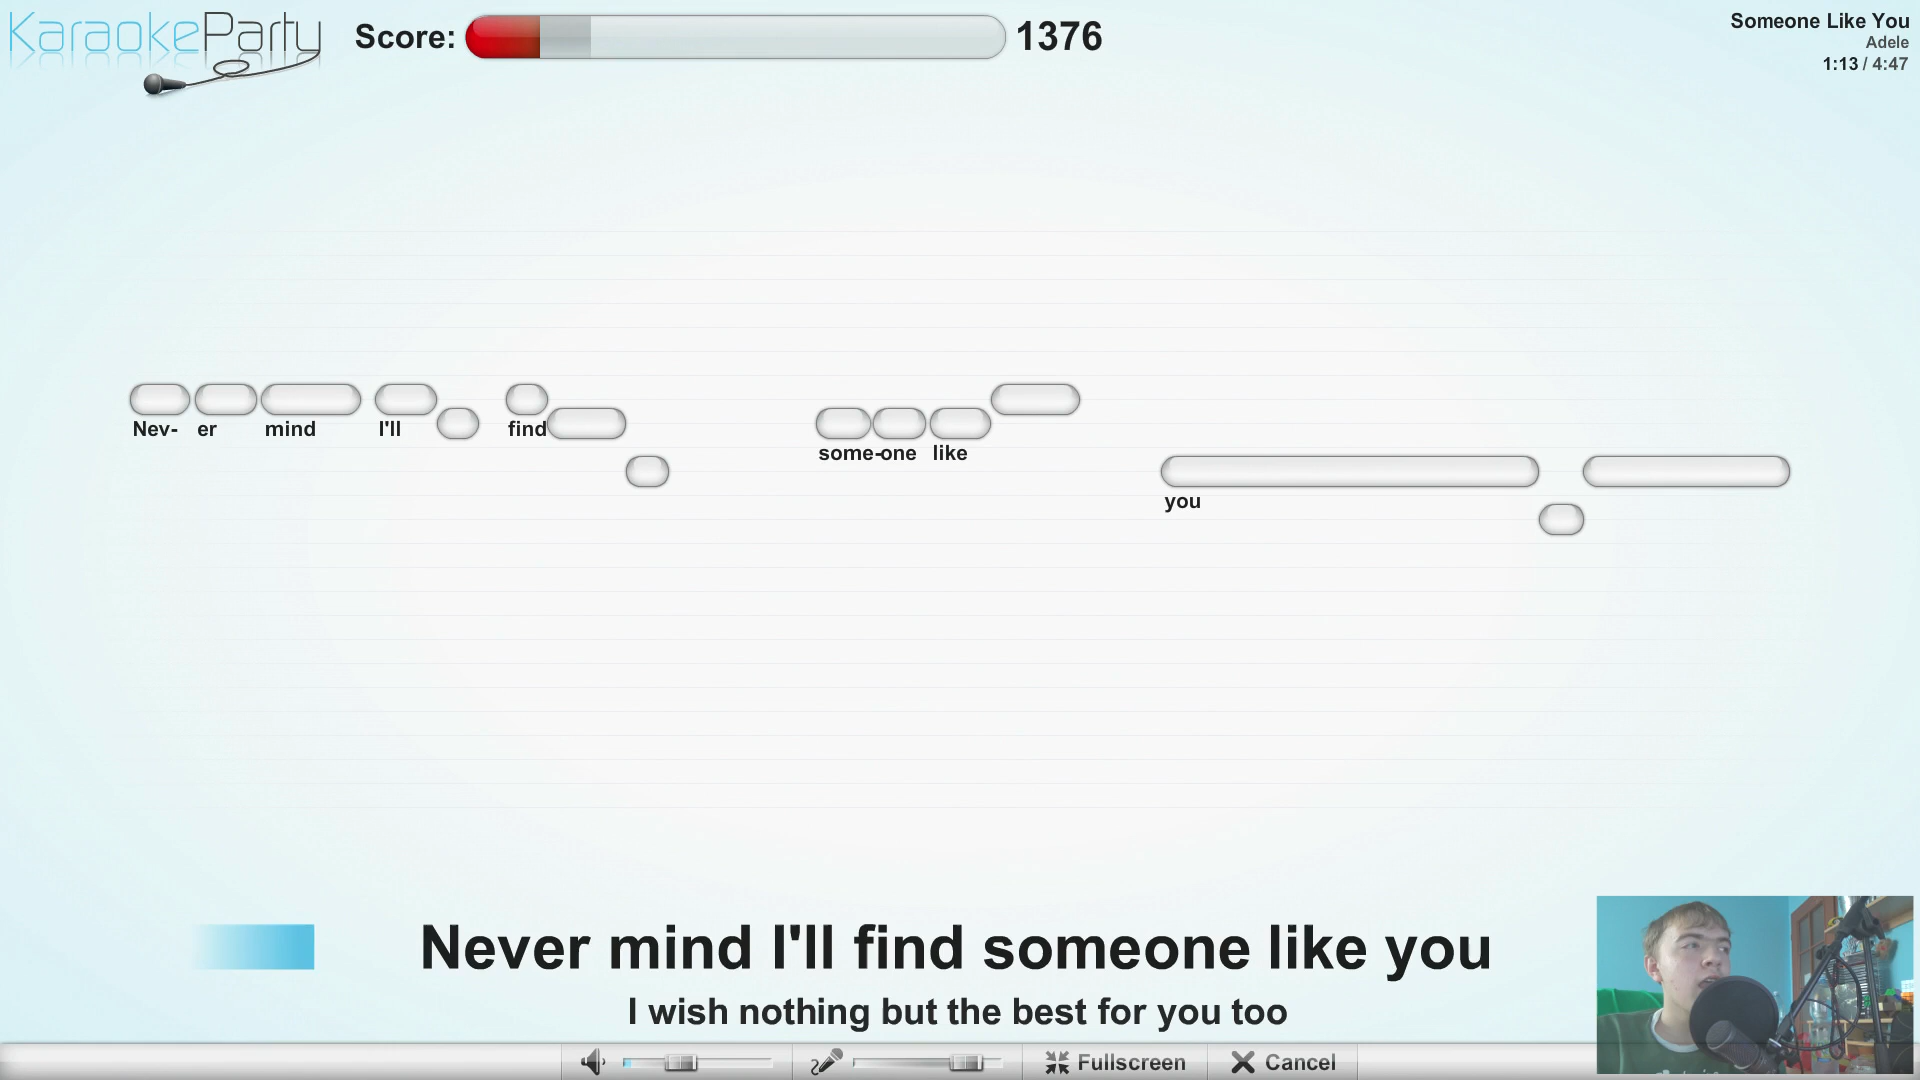 KaraokeParty
Score: 1376
Someone Like You
Adele
1:13 / 4:47
Nev- er mind I'll find
some-one like
you
Never mind I'll find someone like you
I wish nothing but the best for you too
Fullscreen Cancel